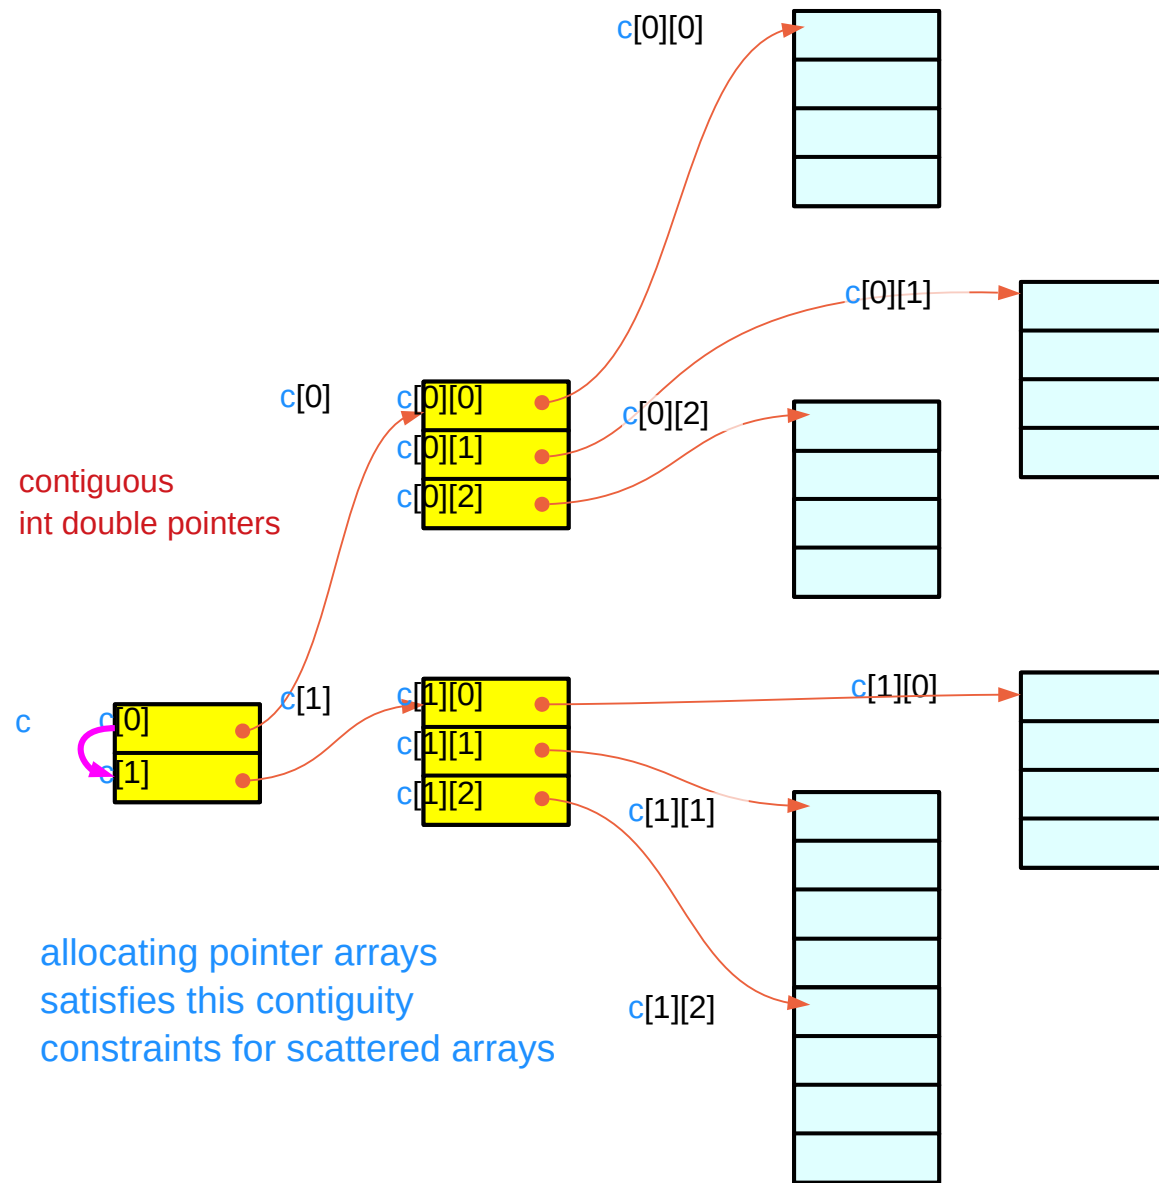 c[0][0]
c[0][1]
c[0]
c[0][0]
c[0][2]
c[0][1]
c[0][2]
contiguous
int double pointers
c[1][0]
c[1]
c[1][0]
c
c[0]
c[1][1]
c[1]
c[1][2]
c[1][1]
allocating pointer arrays
satisfies this contiguity
constraints for scattered arrays
c[1][2]